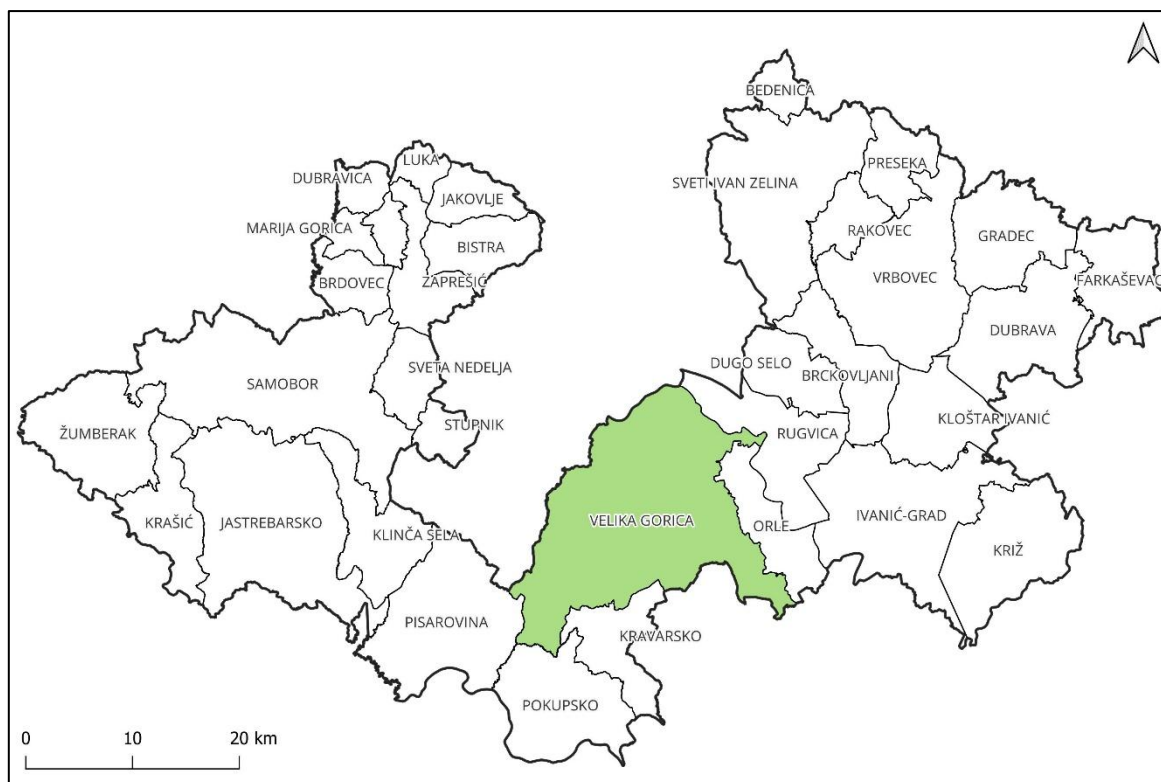 BEDENICA
LUKA
PRESEKA
DUBRAVICA
SVETI IVAN ZELINA
JAKOVLJE
MARIJA GORICA
RAKOVEC
GRADEC
BISTRA
VRBOVEC
BRDOVEC
ZAPREŠIĆ
FARKAŠEVAC
DUBRAVA
SVETA NEDELJA
DUGO SELO
BRCKOVLJANI
SAMOBOR
KLOŠTAR IVANIĆ
STUPNIK
ŽUMBERAK
RUGVICA
VELIKA GORICA
IVANIĆ-GRAD
KRAŠIĆ
JASTREBARSKO
ORLE
KLINČA SELA
KRIŽ
PISAROVINA
KRAVARSKO
POKUPSKO
0 10 20 km